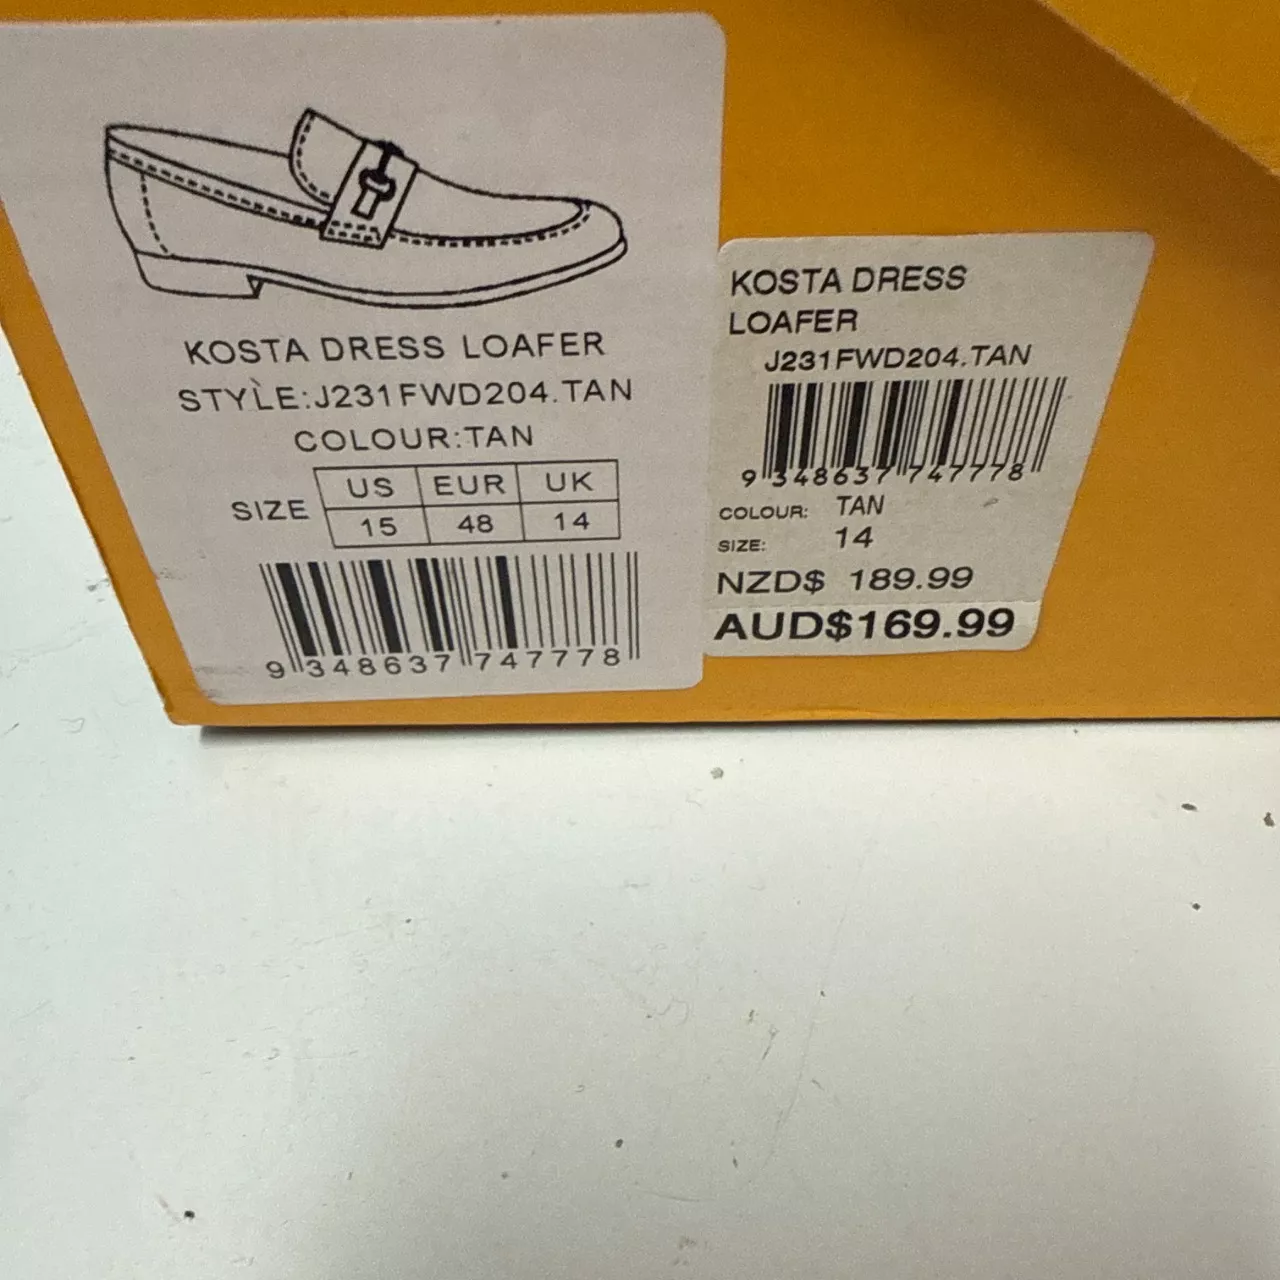 KOSTA DRESS LOAFER
STYLE:J231FWD204.TAN
COLOUR:TAN
SIZE US EUR UK
15 48 14
9 348637 747778
KOSTA DRESS
LOAFER
J231FWD204.TAN
9 348637 747778
COLOUR: TAN
SIZE: 14
NZD$ 189.99
AUD$169.99